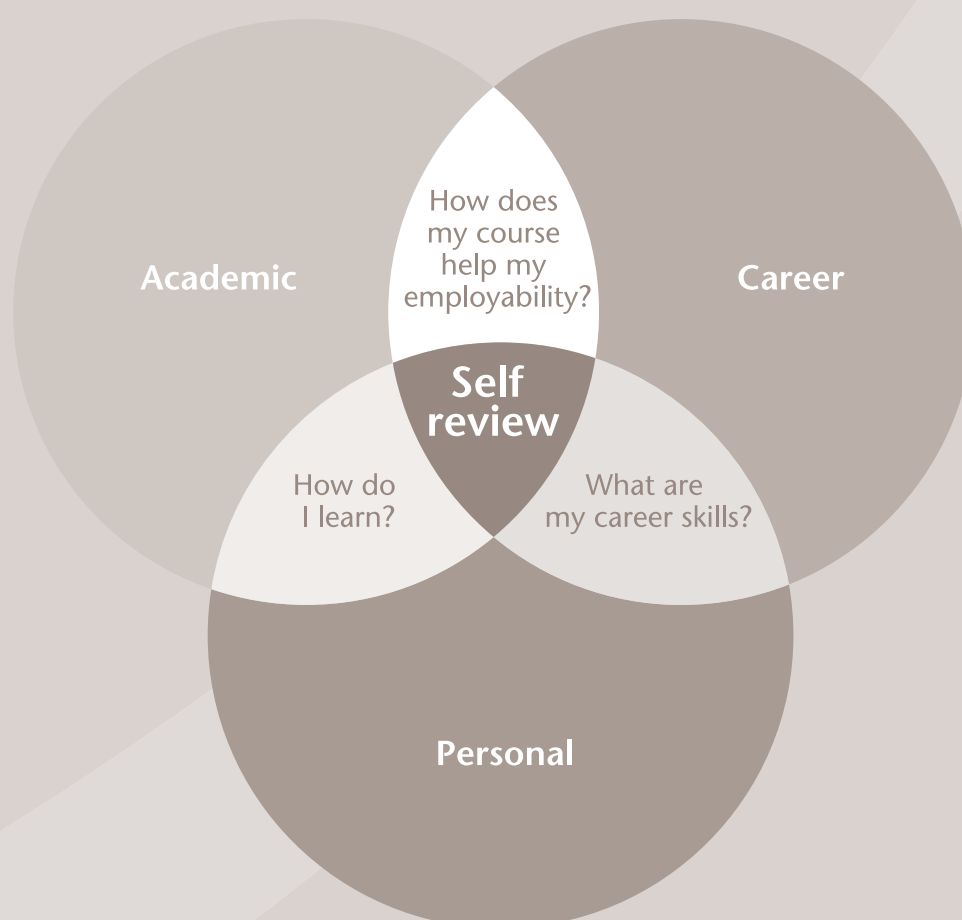 How does
my course
help my
employability?
Academic
Career
Self
review
How do
I learn?
What are
my career skills?
Personal